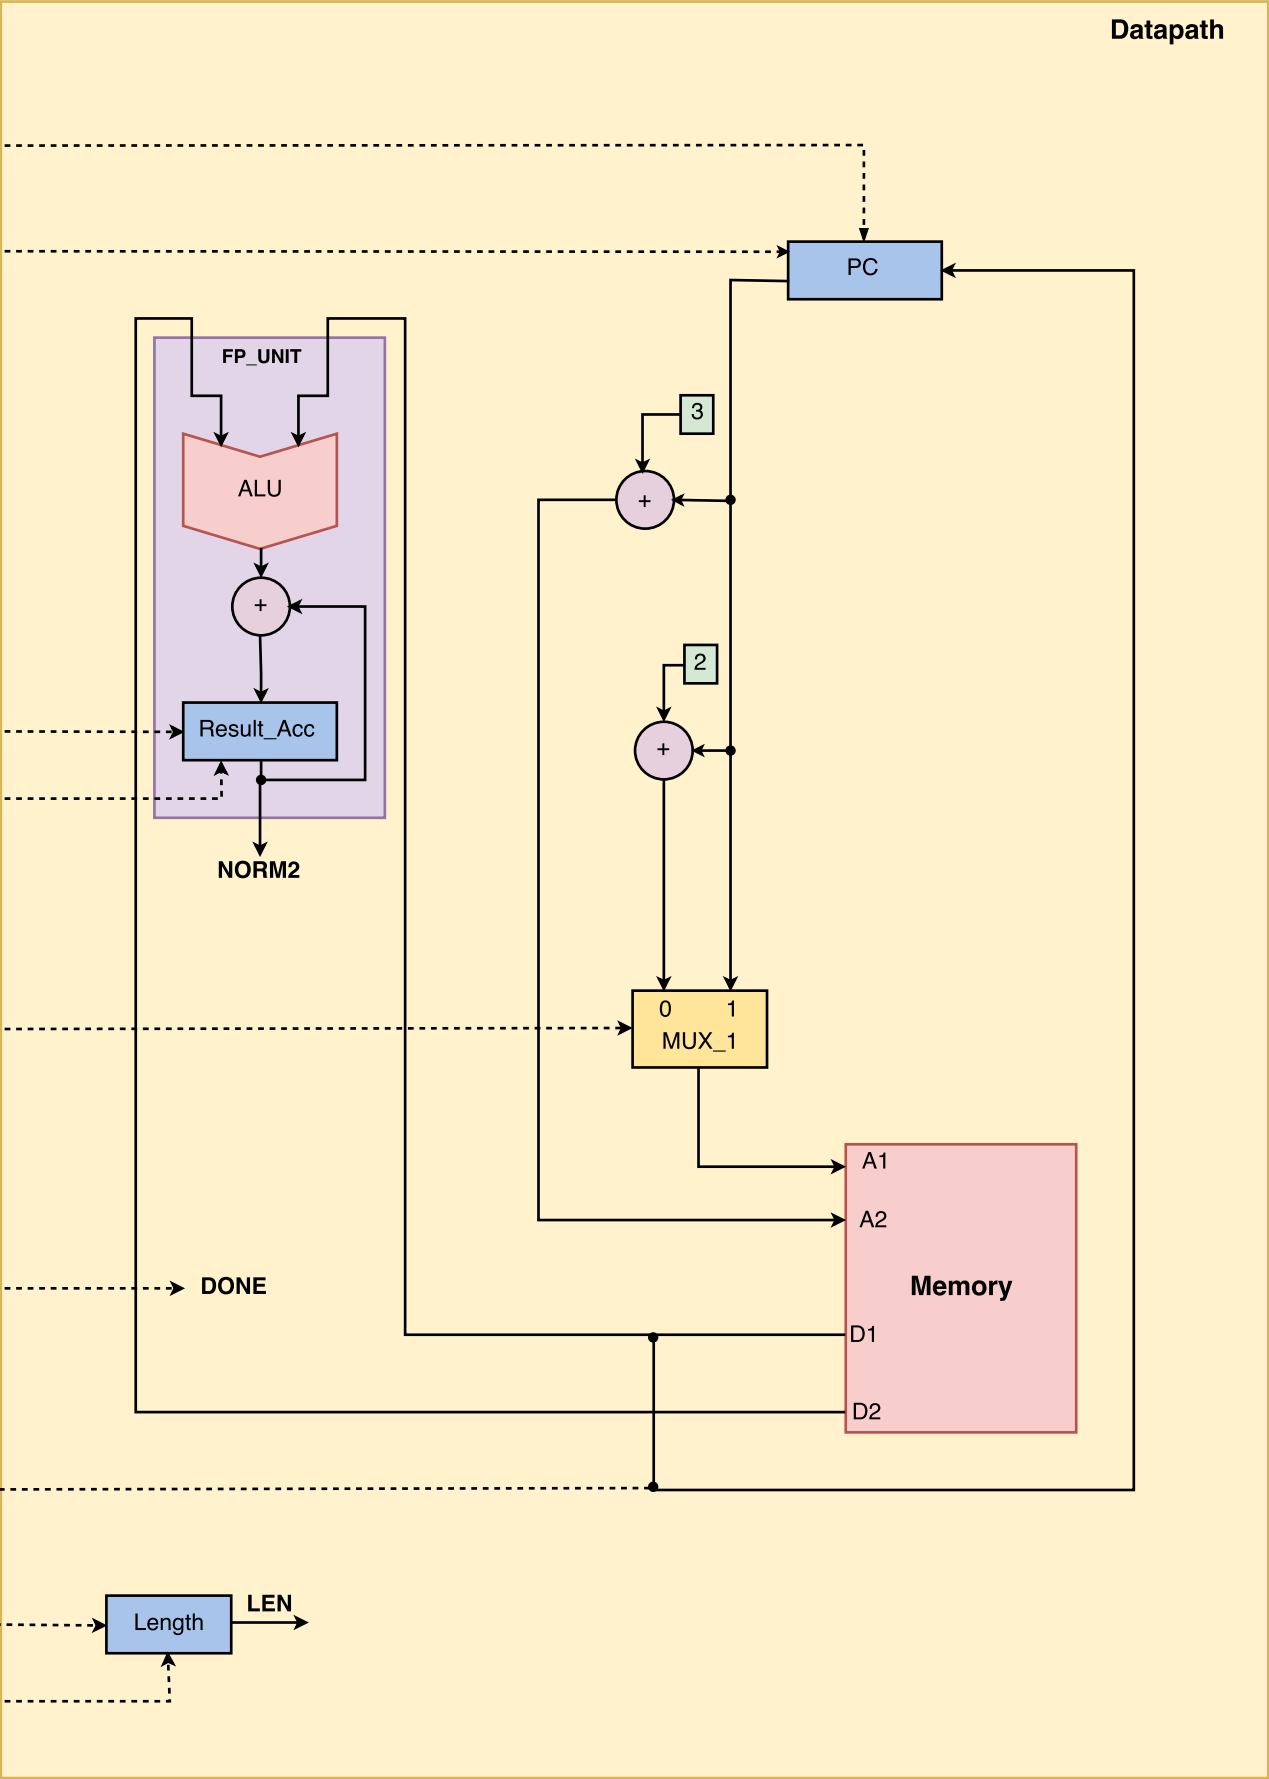 Datapath
PC
FP_UNIT
3
ALU
+
+
2
Result_Acc
+
NORM2
0 1
MUX_1
A1
A2
DONE
Memory
D1
D2
LEN
Length